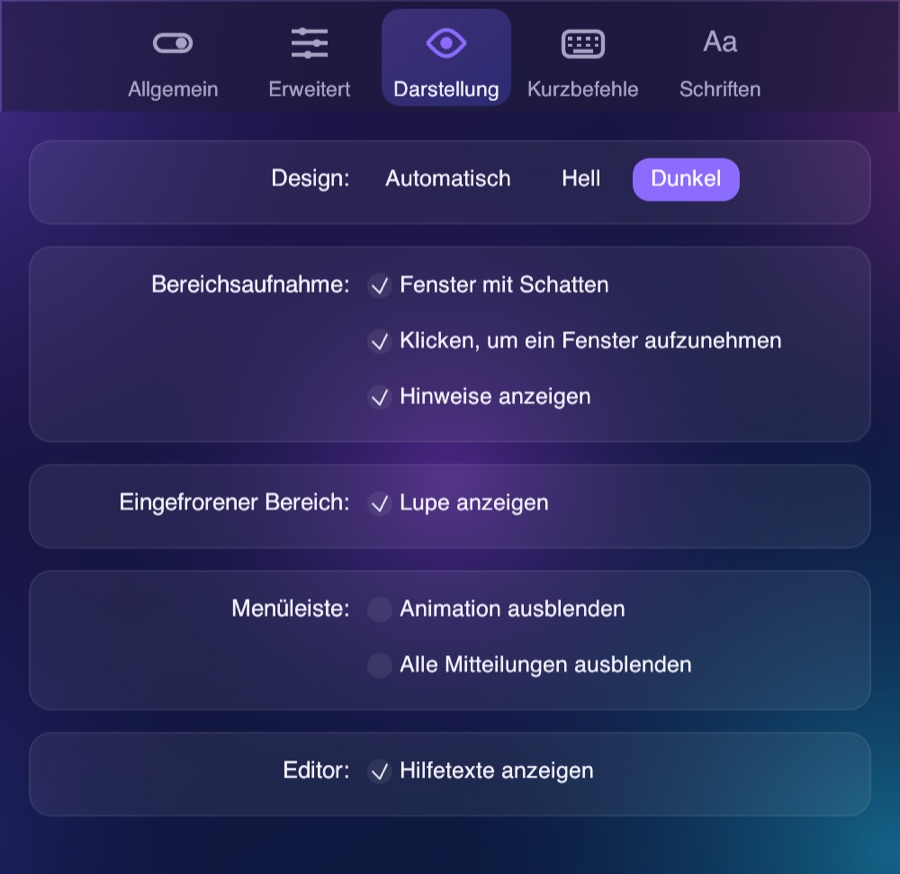 Allgemein Erweitert Darstellung Kurzbefehle Aa Schriften
Design: Automatisch Hell Dunkel
Bereichsaufnahme: Fenster mit Schatten
Klicken, um ein Fenster aufzunehmen
Hinweise anzeigen
Eingefrorener Bereich: Lupe anzeigen
Menüleiste: Animation ausblenden
Alle Mitteilungen ausblenden
Editor: Hilfetexte anzeigen